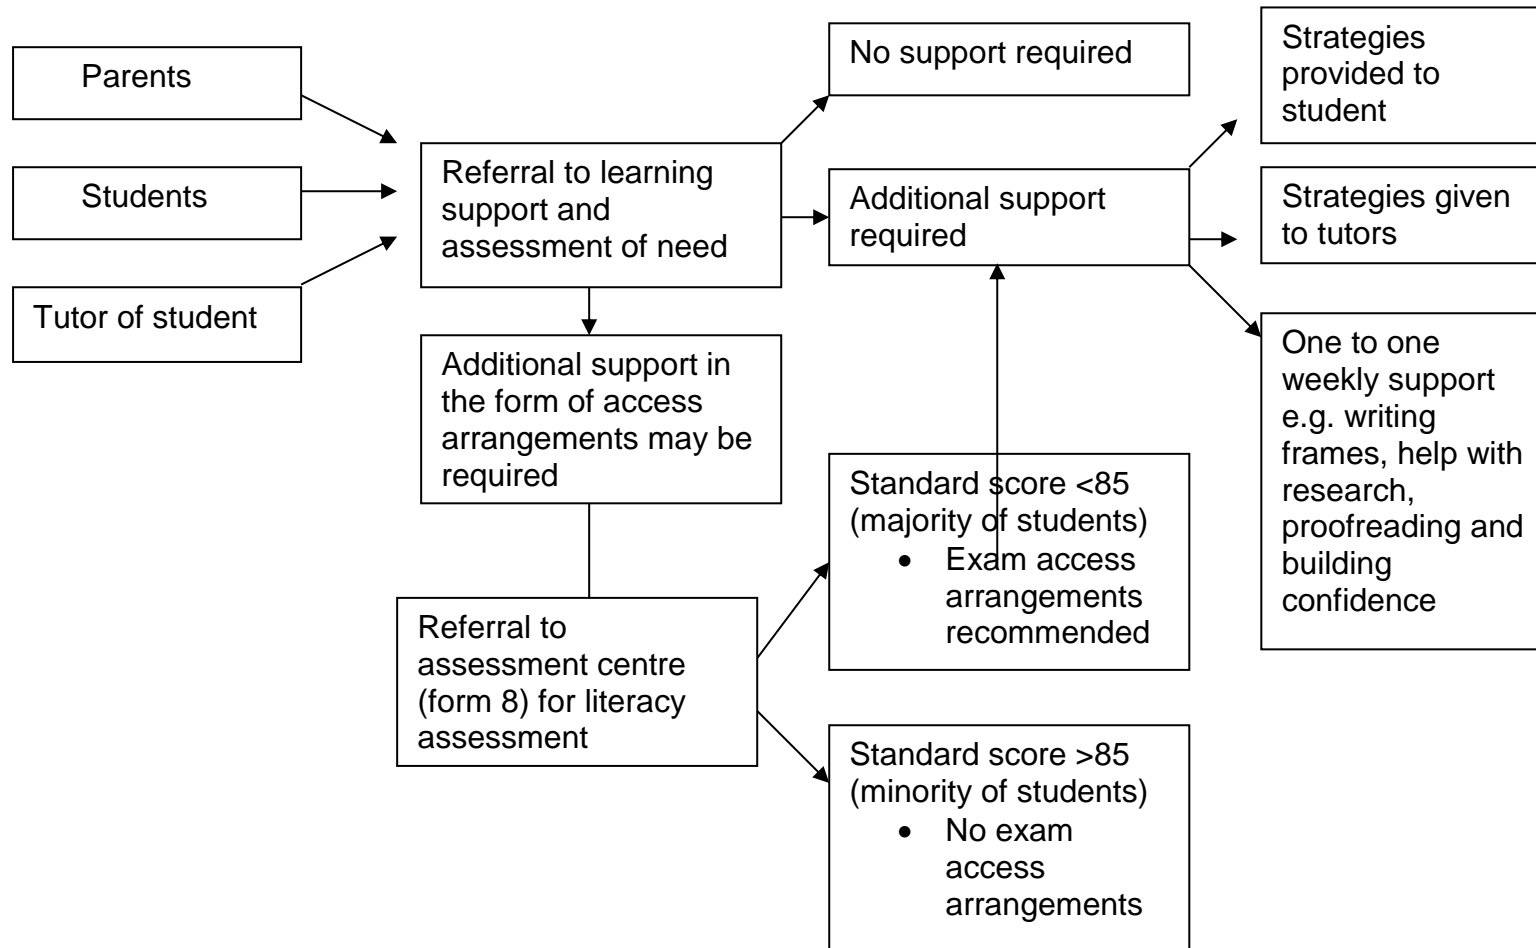 Parents
Students
Tutor of student
Referral to learning
support and
assessment of need
Additional support in
the form of access
arrangements may be
required
Referral to
assessment centre
(form 8) for literacy
assessment
No support required
Additional support
required
Standard score <85
(majority of students)
• Exam access
arrangements
recommended
Standard score >85
(minority of students)
• No exam
access
arrangements
Strategies
provided to
student
Strategies given
to tutors
One to one
weekly support
e.g. writing
frames, help with
research,
proofreading and
building
confidence